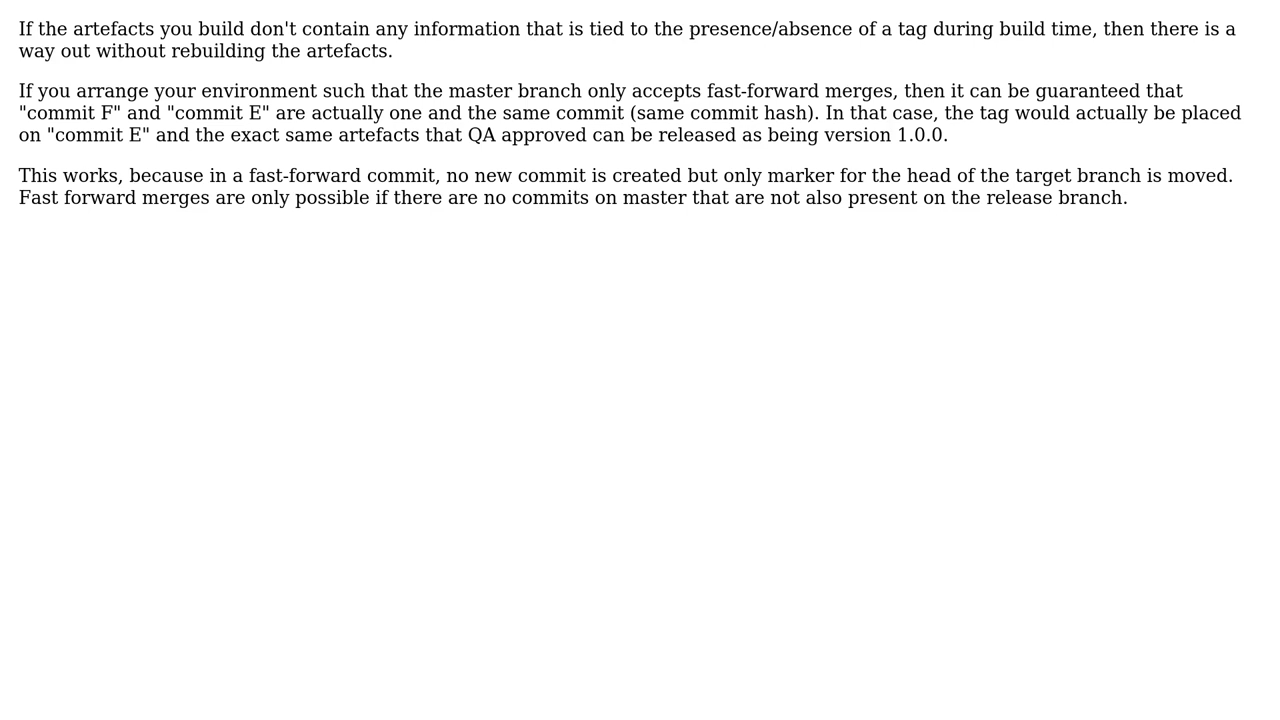 If the artefacts you build don't contain any information that is tied to the presence/absence of a tag during build time, then there is a
way out without rebuilding the artefacts.
If you arrange your environment such that the master branch only accepts fast-forward merges, then it can be guaranteed that
"commit F" and "commit E" are actually one and the same commit (same commit hash). In that case, the tag would actually be placed
on "commit E" and the exact same artefacts that QA approved can be released as being version 1.0.0.
This works, because in a fast-forward commit, no new commit is created but only marker for the head of the target branch is moved.
Fast forward merges are only possible if there are no commits on master that are not also present on the release branch.